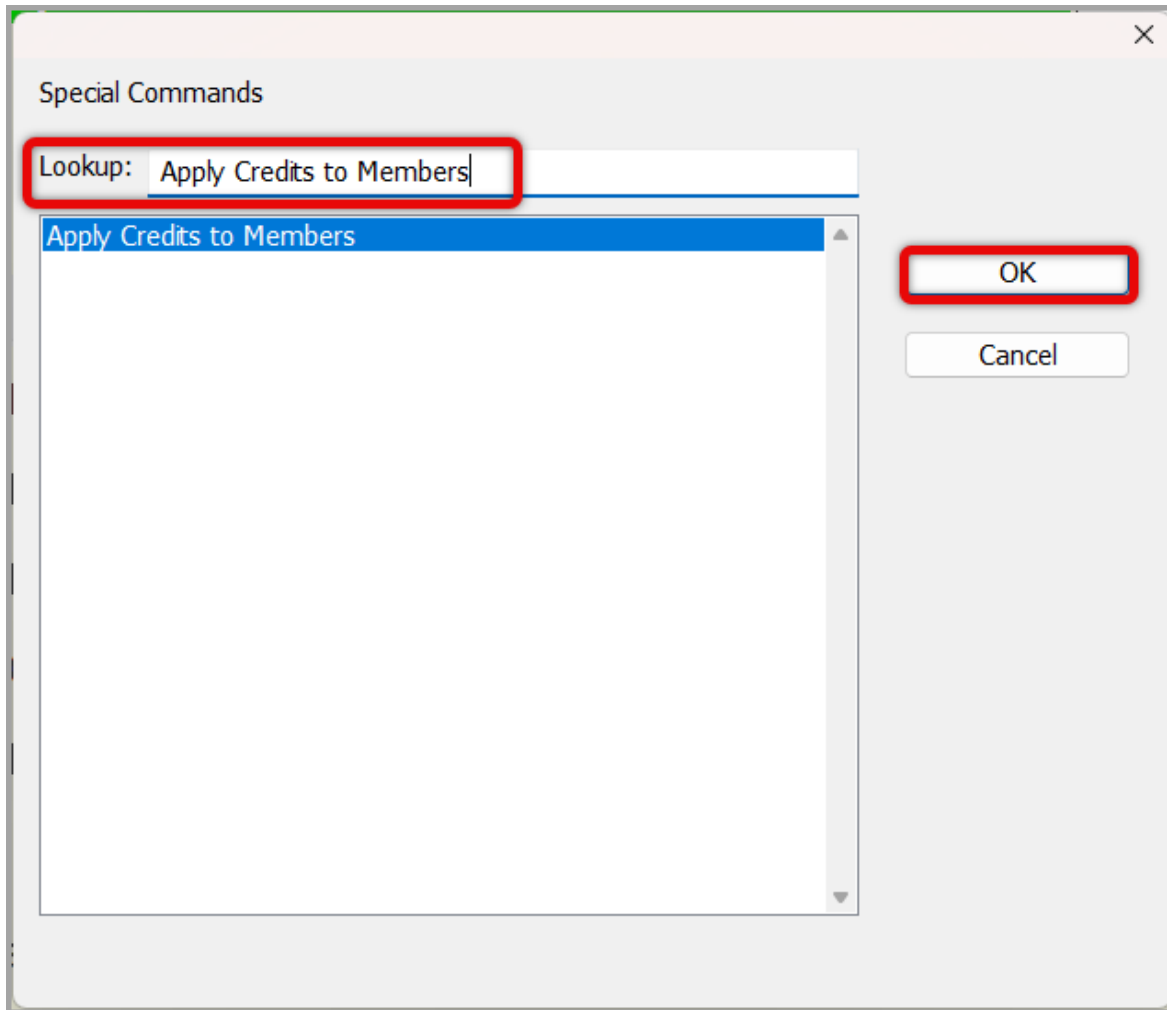 Special Commands
Lookup: Apply Credits to Members
Apply Credits to Members
OK
Cancel